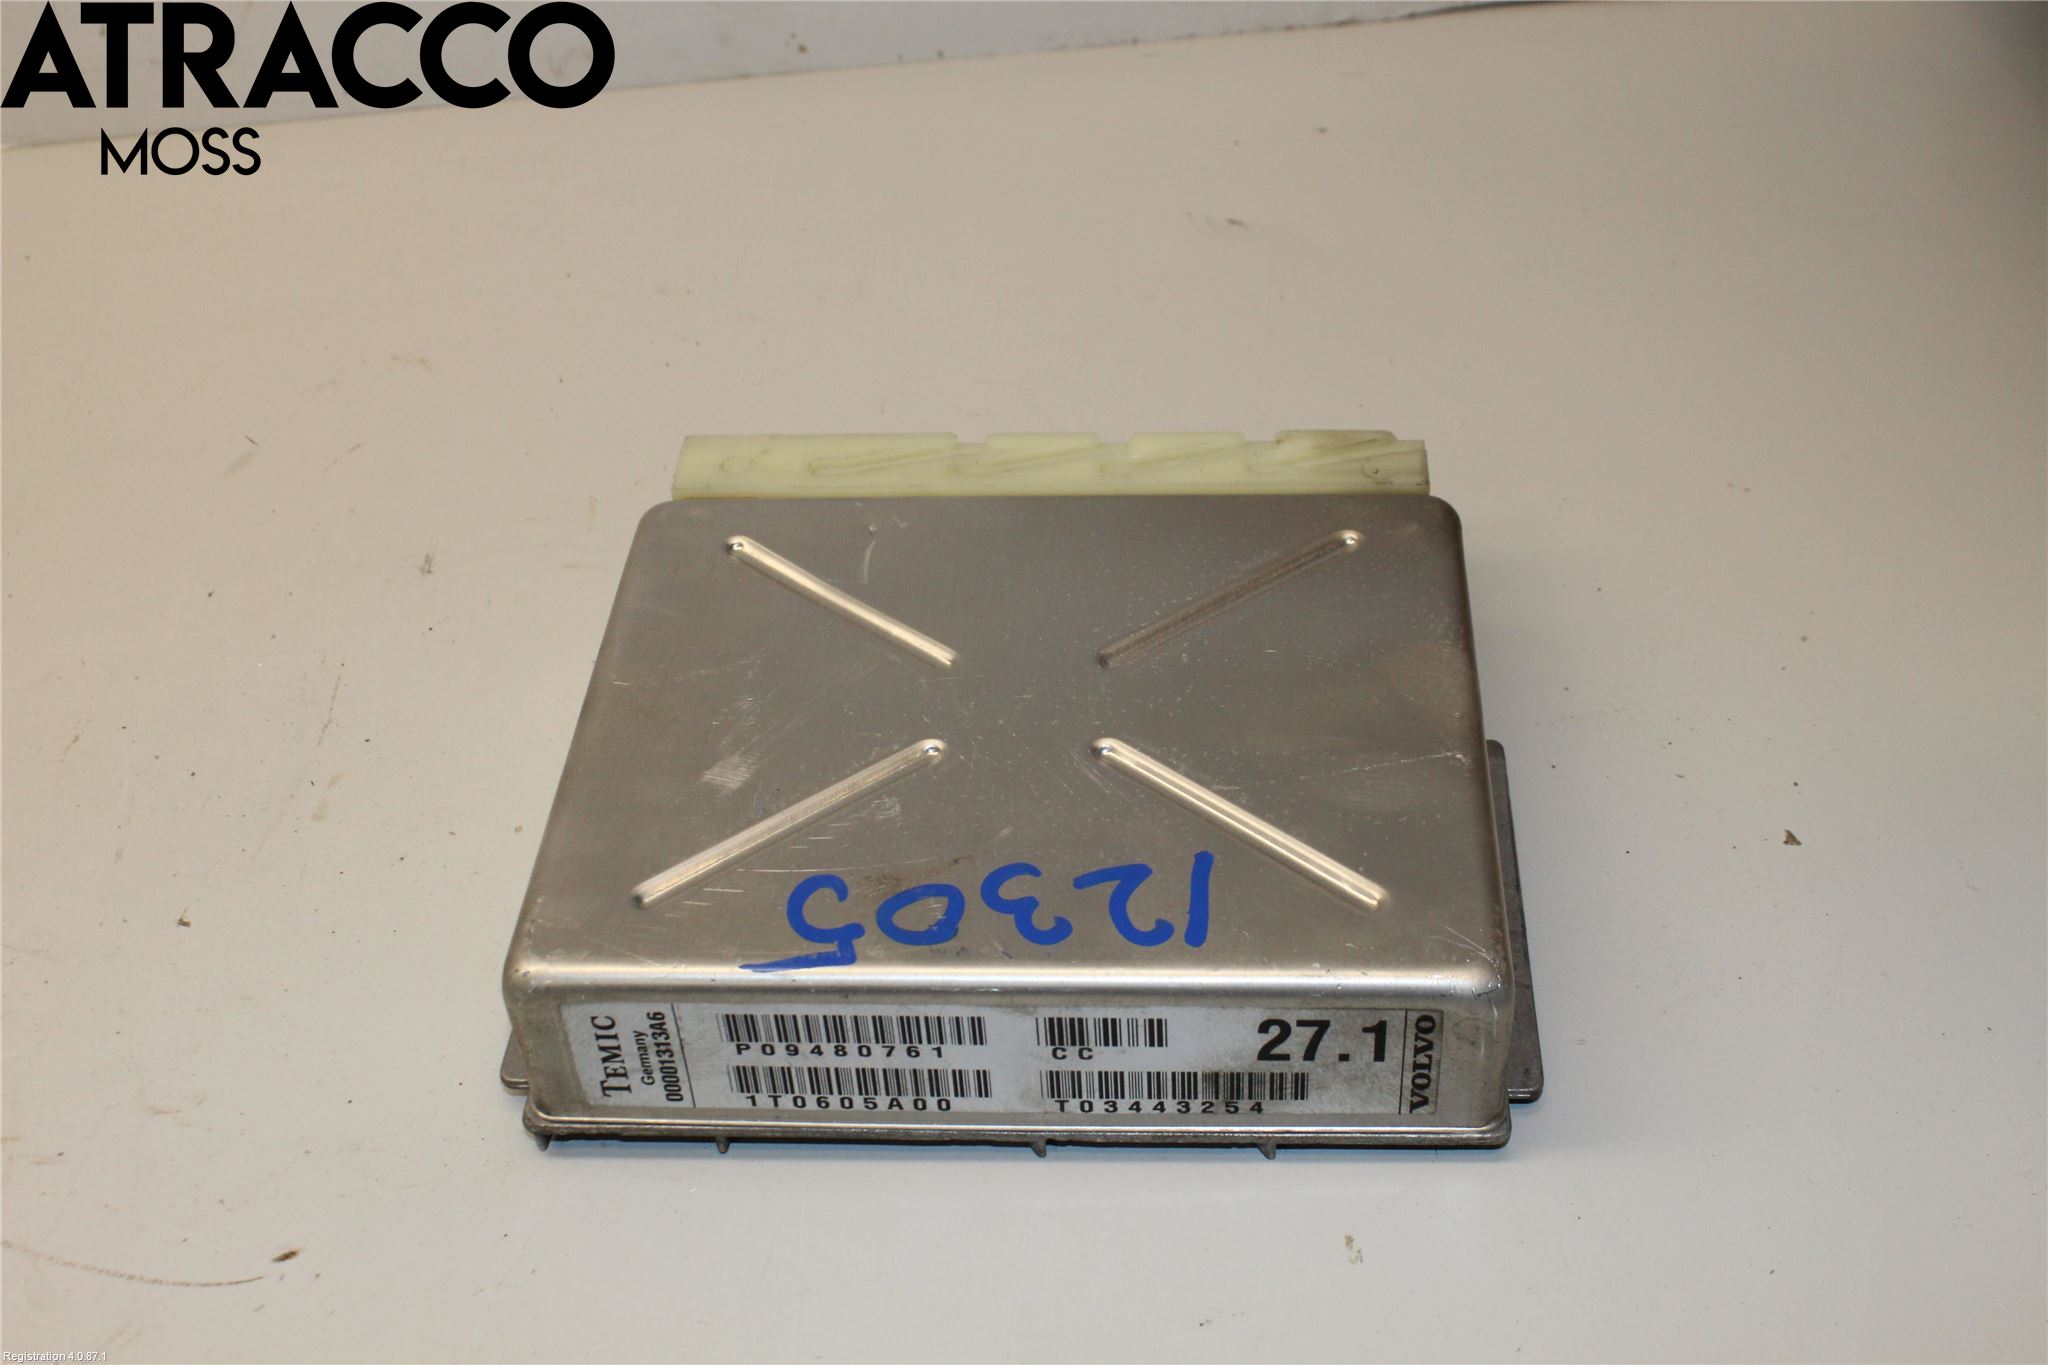 ATRACCO
MOSS
12305
TEMIC
Germany
00001313A6
P09480761
CC
27.1
1T0605A00
T03443254
VOLVO
Registration 4.0.87.1